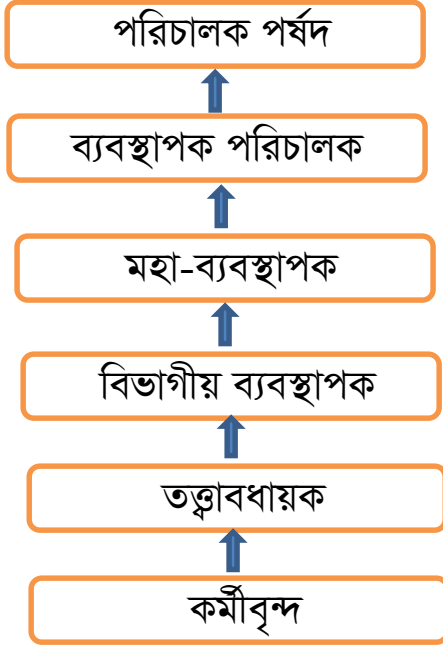 পরিচালক পর্ষদ
ব্যবস্থাপক পরিচালক
মহা-ব্যবস্থাপক
বিভাগীয় ব্যবস্থাপক
তত্ত্বাবধায়ক
কর্মীবৃন্দ